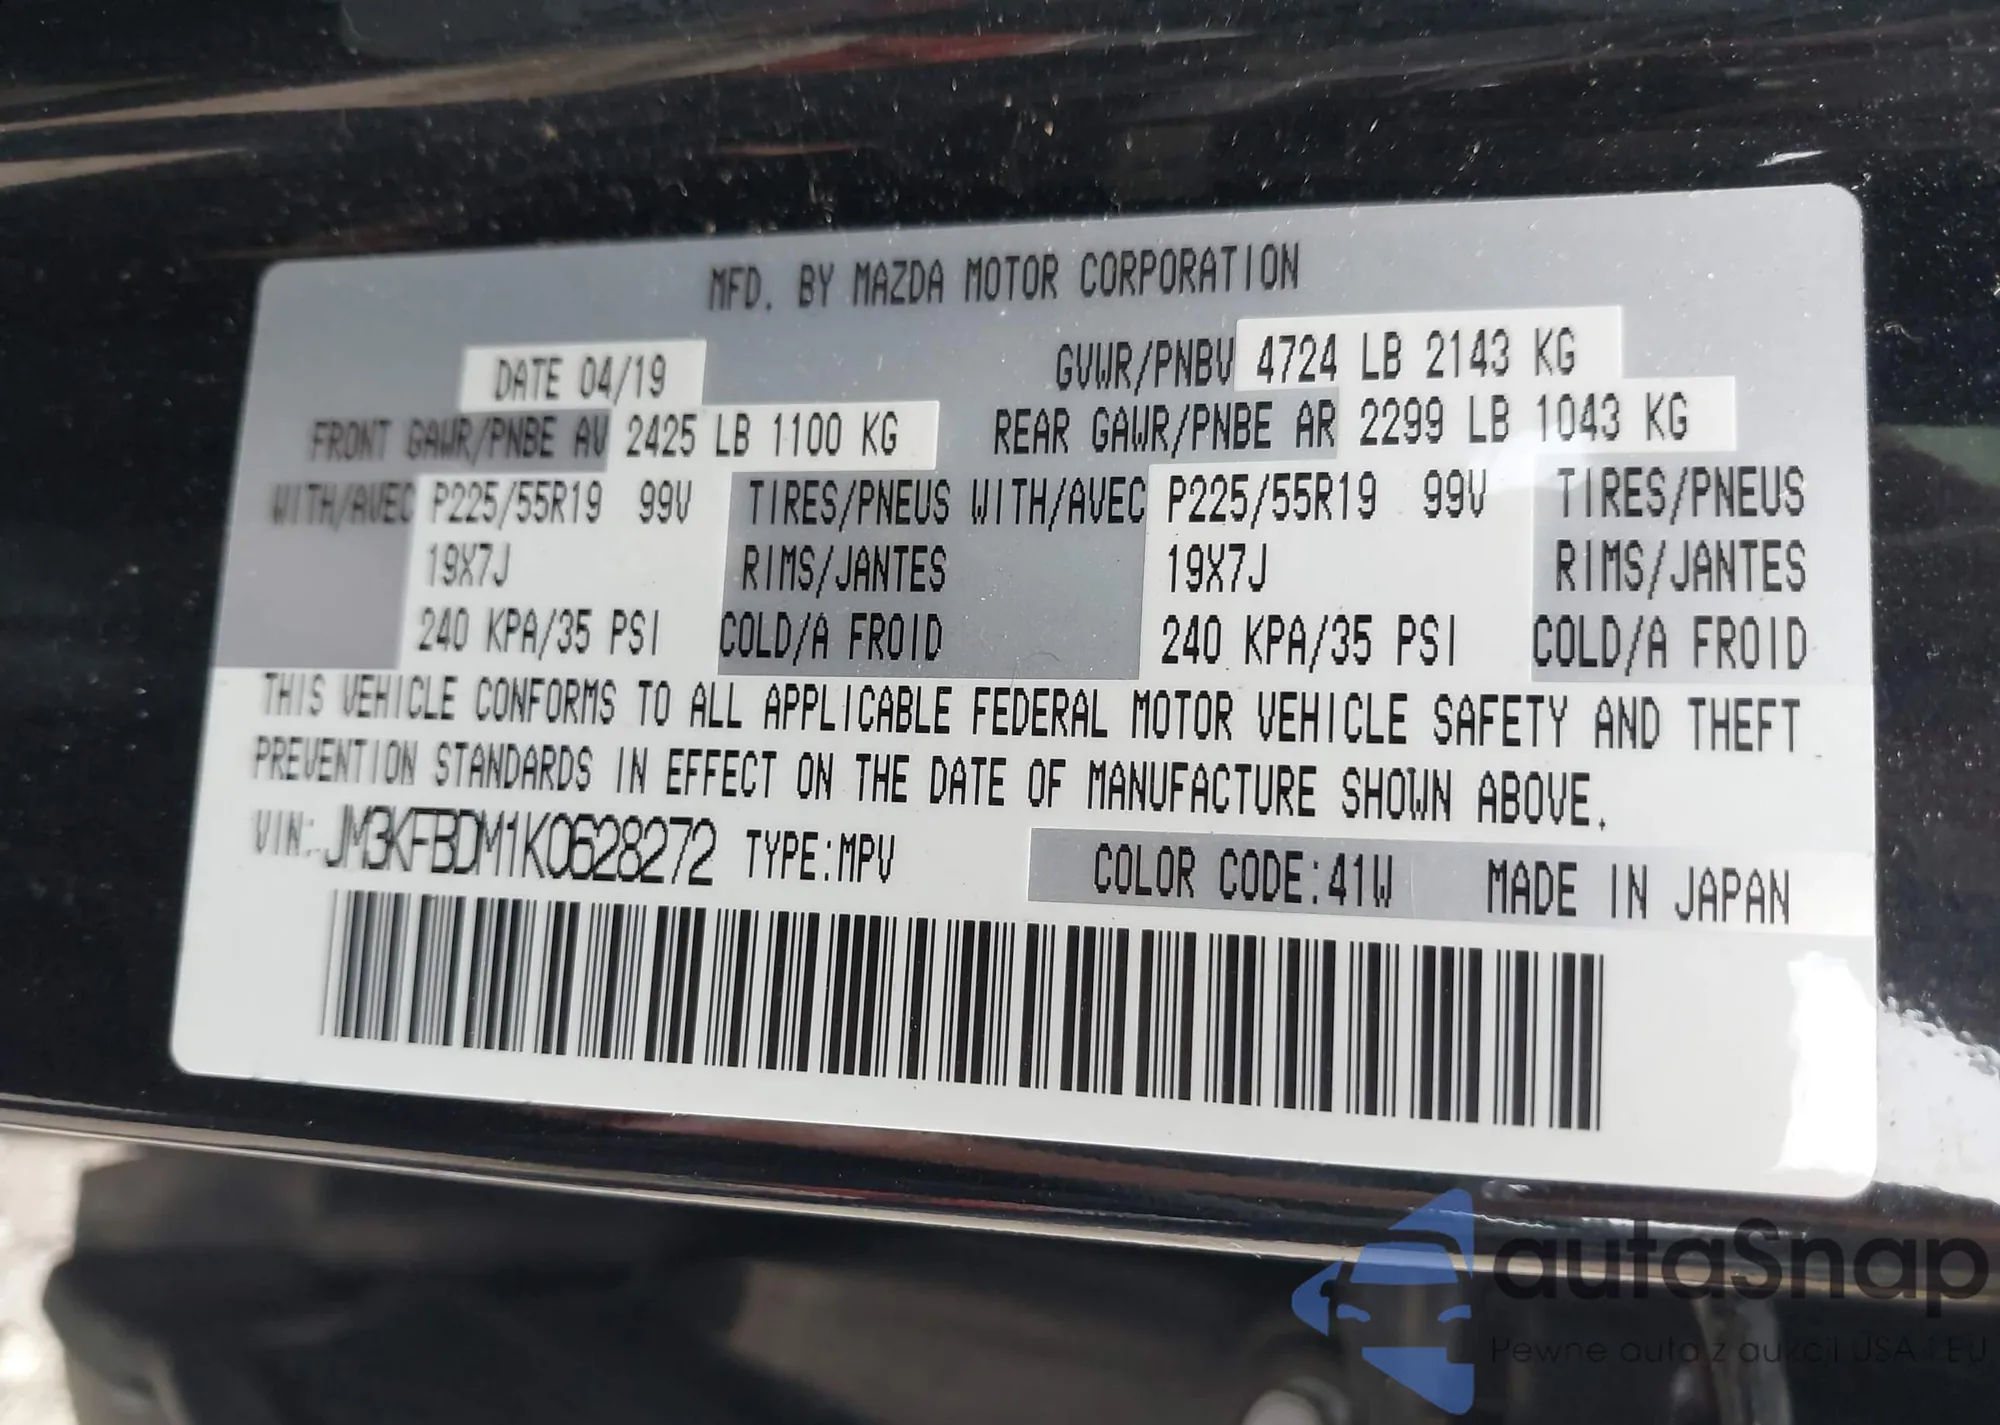 MFD. BY MAZDA MOTOR CORPORATION
DATE 04/19 GVWR/PNBV 4724 LB 2143 KG
FRONT GAWR/PNBE AV 2425 LB 1100 KG REAR GAWR/PNBE AR 2299 LB 1043 KG
WITH/AVEC P225/55R19 99V TIRES/PNEUS WITH/AVEC P225/55R19 99V TIRES/PNEUS
19X7J RIMS/JANTES 19X7J RIMS/JANTES
240 KPA/35 PSI COLD/A FROID 240 KPA/35 PSI COLD/A FROID
THIS VEHICLE CONFORMS TO ALL APPLICABLE FEDERAL MOTOR VEHICLE SAFETY AND THEFT
PREVENTION STANDARDS IN EFFECT ON THE DATE OF MANUFACTURE SHOWN ABOVE.
VIN: JM3KFBDM1K0628272 TYPE:MPV COLOR CODE:41W MADE IN JAPAN
autaSnap
Pewne auta z aukcji USA i EU